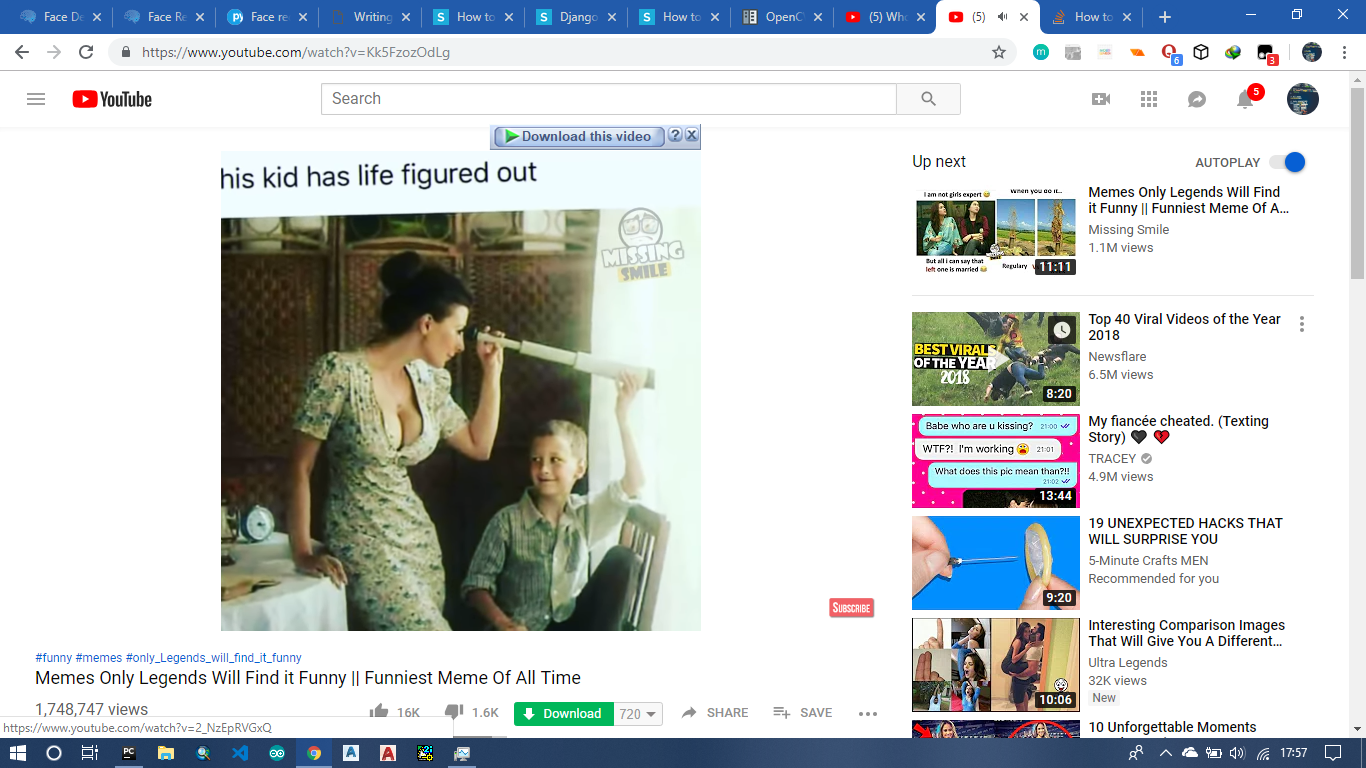 Face De
Face Re
Face re
Writing
How to
Django
How to
OpenC
(5) Who
(5)
How to
https://www.youtube.com/watch?v=Kk5FzozOdLg
m
6
3
YouTube
Search
5
Download this video ? X
his kid has life figured out
MISSING
SMILE
SUBSCRIBE
#funny #memes #only_Legends_will_find_it_funny
Memes Only Legends Will Find it Funny || Funniest Meme Of All Time
1,748,747 views
16K
1.6K
Download
720
SHARE
SAVE
https://www.youtube.com/watch?v=2_NzEpRVGxQ
Up next
AUTOPLAY
I am not girls expert
When you do it...
But all i can say that
left one is married
Regulary
11:11
Memes Only Legends Will Find
it Funny || Funniest Meme Of A...
Missing Smile
1.1M views
BEST VIRALS
OF THE YEAR
2018
8:20
Top 40 Viral Videos of the Year
2018
Newsflare
6.5M views
Babe who are u kissing? 21:00
WTF?! I'm working 😩 21:01
What does this pic mean than?!!
21:02
13:44
My fiancée cheated. (Texting
Story) 🖤 💔
TRACEY
4.9M views
9:20
19 UNEXPECTED HACKS THAT
WILL SURPRISE YOU
5-Minute Crafts MEN
Recommended for you
10:06
Interesting Comparison Images
That Will Give You A Different...
Ultra Legends
32K views
New
10 Unforgettable Moments
PC
A
A
17:57